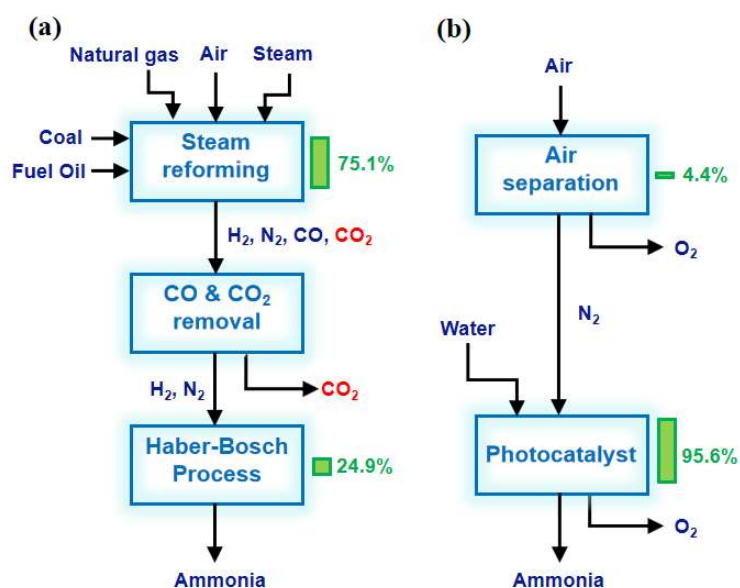 (a)
Natural gas
Air
Steam
Coal
Fuel Oil
Steam
reforming
75.1%
H₂, N₂, CO, CO₂
CO & CO₂
removal
H₂, N₂
CO₂
Haber-Bosch
Process
24.9%
Ammonia
(b)
Air
Air
separation
4.4%
O₂
N₂
Water
Photocatalyst
95.6%
O₂
Ammonia